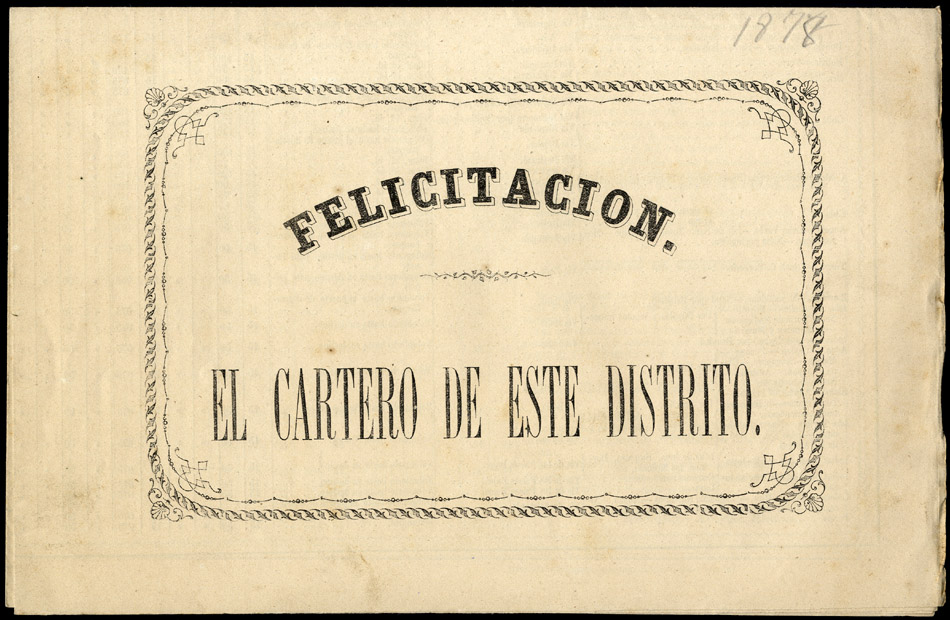 1878
FELICITACION.
EL CARTERO DE ESTE DISTRITO.